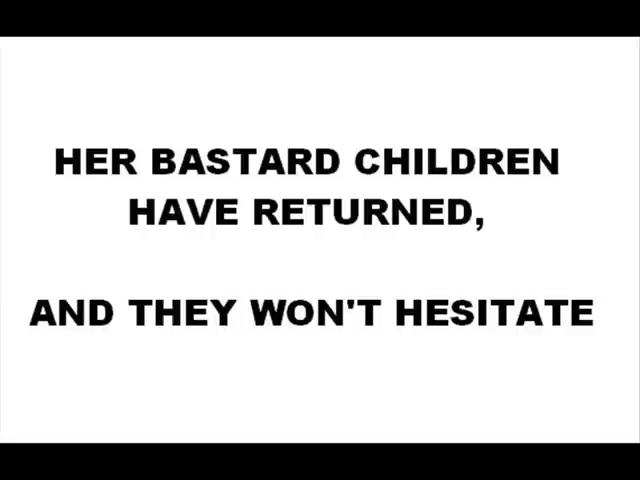 HER BASTARD CHILDREN
HAVE RETURNED,
AND THEY WON'T HESITATE